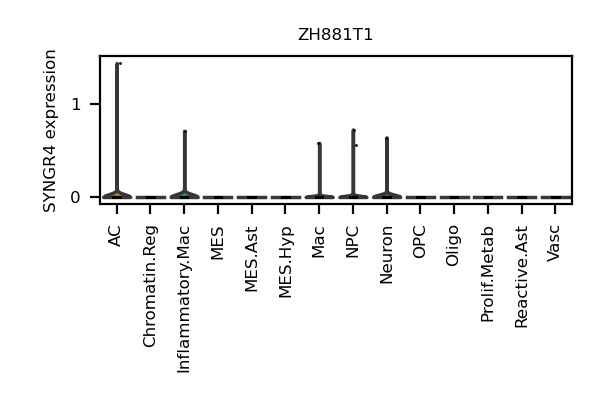 ZH881T1
SYNGR4 expression
1
0
AC
Chromatin.Reg
Inflammatory.Mac
MES
MES.Ast
MES.Hyp
Mac
NPC
Neuron
OPC
Oligo
Prolif.Metab
Reactive.Ast
Vasc